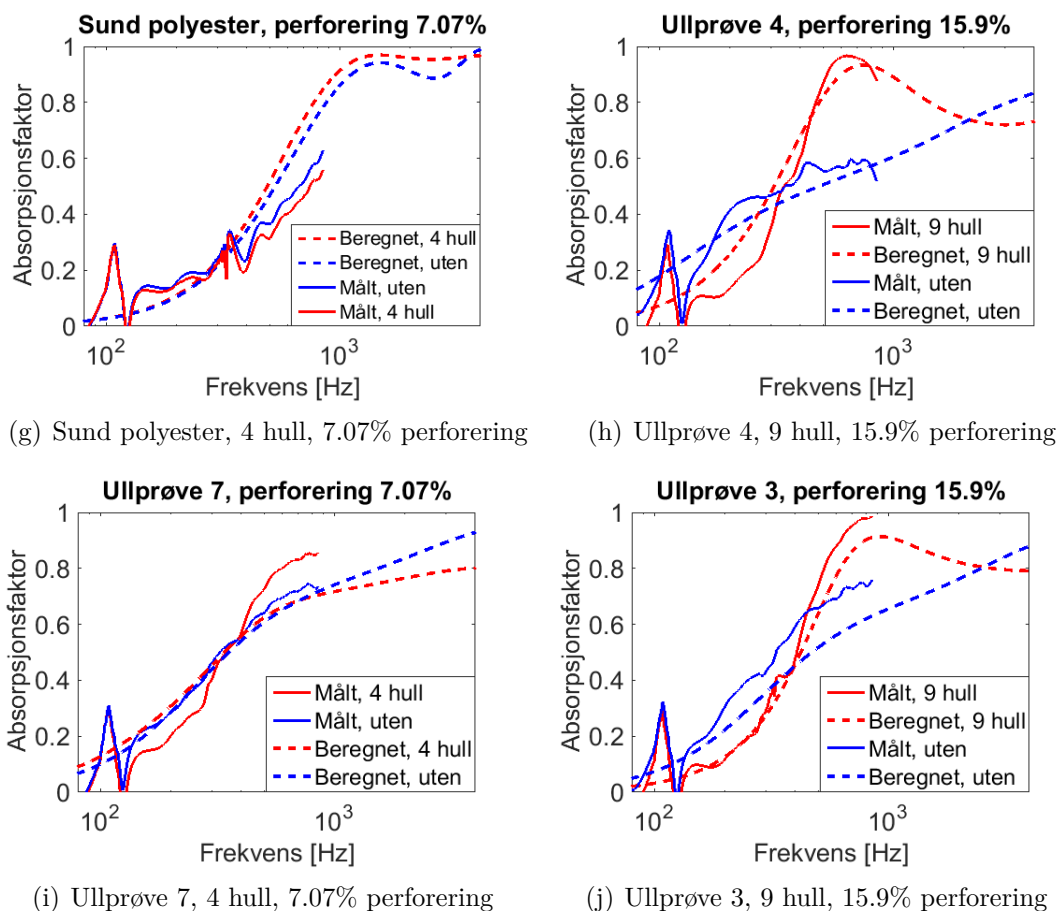 Sund polyester, perforering 7.07%
1
0.8
0.6
0.4
0.2
0
Absorpsjonsfaktor
Beregnet, 4 hull
Beregnet, uten
Målt, uten
Målt, 4 hull
10^2
10^3
Frekvens [Hz]
(g) Sund polyester, 4 hull, 7.07% perforering
Ullprøve 4, perforering 15.9%
1
0.8
0.6
0.4
0.2
0
Absorpsjonsfaktor
Målt, 9 hull
Beregnet, 9 hull
Målt, uten
Beregnet, uten
10^2
10^3
Frekvens [Hz]
(h) Ullprøve 4, 9 hull, 15.9% perforering
Ullprøve 7, perforering 7.07%
1
0.8
0.6
0.4
0.2
0
Absorpsjonsfaktor
Målt, 4 hull
Målt, uten
Beregnet, 4 hull
Beregnet, uten
10^2
10^3
Frekvens [Hz]
(i) Ullprøve 7, 4 hull, 7.07% perforering
Ullprøve 3, perforering 15.9%
1
0.8
0.6
0.4
0.2
0
Absorpsjonsfaktor
Målt, 9 hull
Beregnet, 9 hull
Målt, uten
Beregnet, uten
10^2
10^3
Frekvens [Hz]
(j) Ullprøve 3, 9 hull, 15.9% perforering